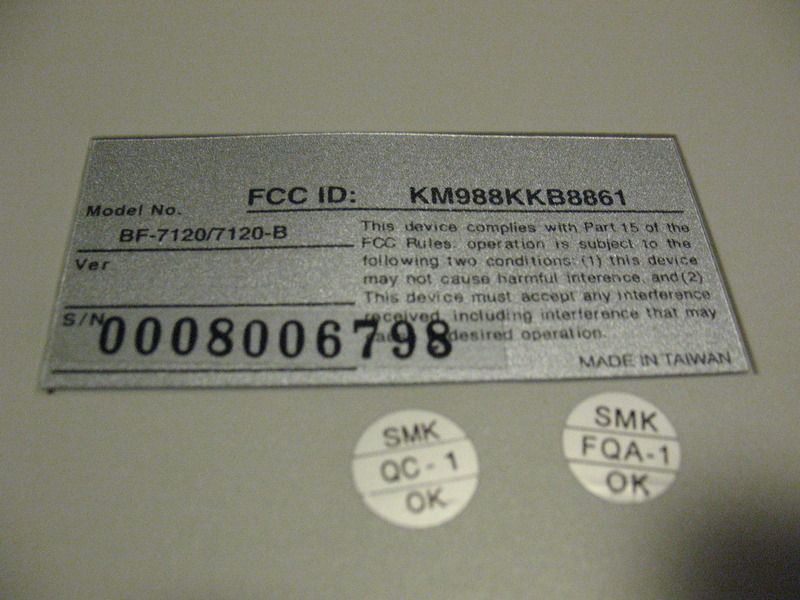 FCC ID: KM988KKB8861
Model No.
BF-7120/7120-B
Ver
S/N 0008006798
This device complies with Part 15 of the
FCC Rules. operation is subject to the
following two conditions: (1) this device
may not cause harmful interence, and (2)
This device must accept any interference
received, including interference that may
desired operation.
MADE IN TAIWAN
SMK
QC-1
OK
SMK
FQA-1
OK